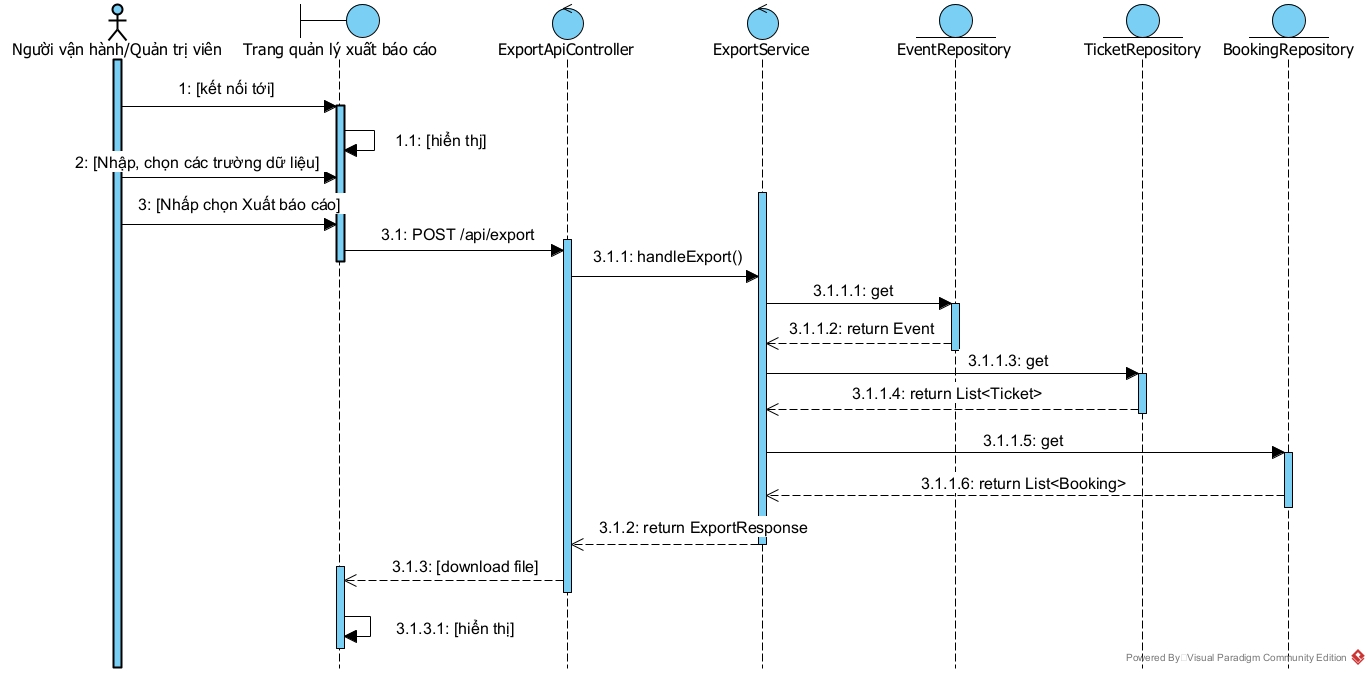 Người vận hành/Quản trị viên
Trang quản lý xuất báo cáo
ExportApiController
ExportService
EventRepository
TicketRepository
BookingRepository
1: [kết nối tới]
1.1: [hiển thị]
2: [Nhập, chọn các trường dữ liệu]
3: [Nhấp chọn Xuất báo cáo]
3.1: POST /api/export
3.1.1: handleExport()
3.1.1.1: get
3.1.1.2: return Event
3.1.1.3: get
3.1.1.4: return List<Ticket>
3.1.1.5: get
3.1.1.6: return List<Booking>
3.1.2: return ExportResponse
3.1.3: [download file]
3.1.3.1: [hiển thị]
Powered By Visual Paradigm Community Edition